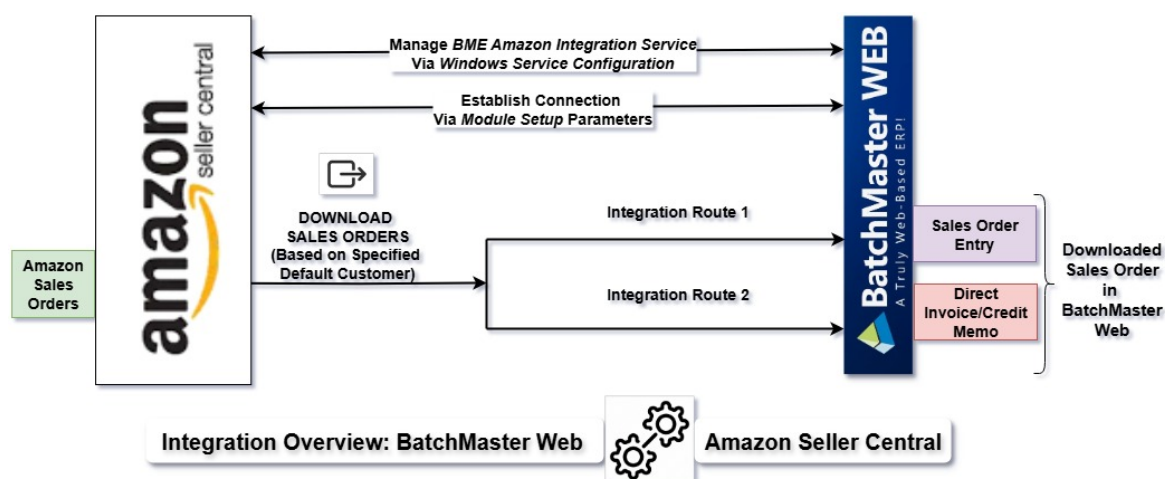 Manage BME Amazon Integration Service
Via Windows Service Configuration
Establish Connection
Via Module Setup Parameters
amazon
seller central
Amazon
Sales
Orders
DOWNLOAD
SALES ORDERS
(Based on Specified
Default Customer)
Integration Route 1
Integration Route 2
BatchMaster WEB
A Truly Web-Based ERP!
Sales Order
Entry
Direct
Invoice/Credit
Memo
Downloaded
Sales Order
in
BatchMaster
Web
Integration Overview: BatchMaster Web
Amazon Seller Central